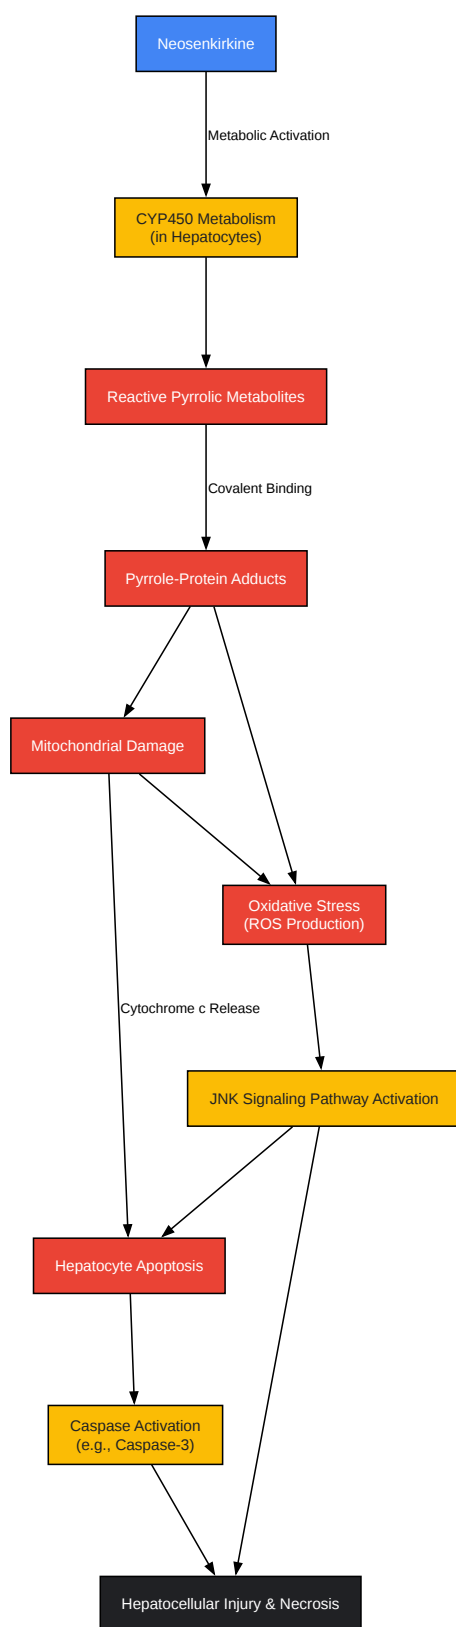 Neosenkirkine
Metabolic Activation
CYP450 Metabolism
(in Hepatocytes)
Reactive Pyrrolic Metabolites
Covalent Binding
Pyrrole-Protein Adducts
Mitochondrial Damage
Oxidative Stress
(ROS Production)
Cytochrome c Release
JNK Signaling Pathway Activation
Hepatocyte Apoptosis
Caspase Activation
(e.g., Caspase-3)
Hepatocellular Injury & Necrosis